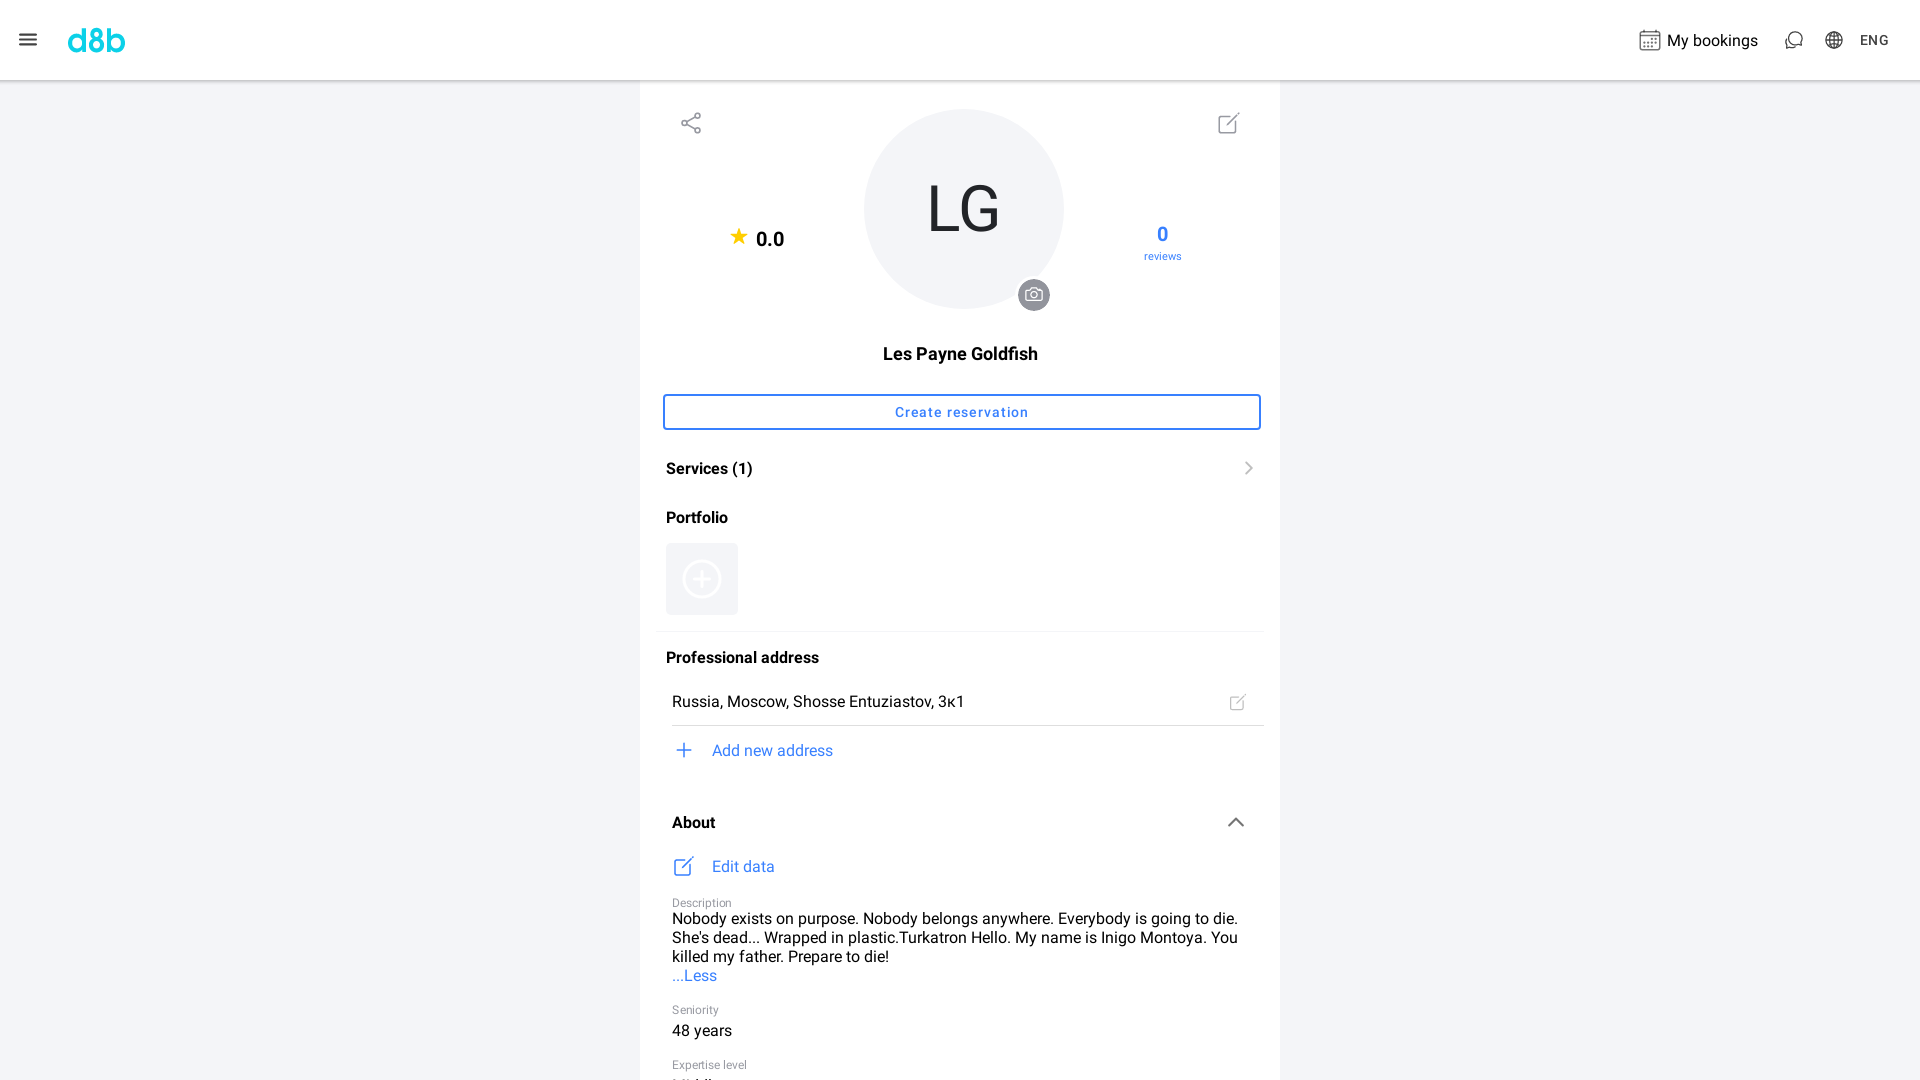 d8b
My bookings
ENG
LG
0.0
0
reviews
Les Payne Goldfish
Create reservation
Services (1)
Portfolio
Professional address
Russia, Moscow, Shosse Entuziastov, 3к1
Add new address
About
Edit data
Description
Nobody exists on purpose. Nobody belongs anywhere. Everybody is going to die.
She's dead... Wrapped in plastic.Turkatron Hello. My name is Inigo Montoya. You
killed my father. Prepare to die!
...Less
Seniority
48 years
Expertise level